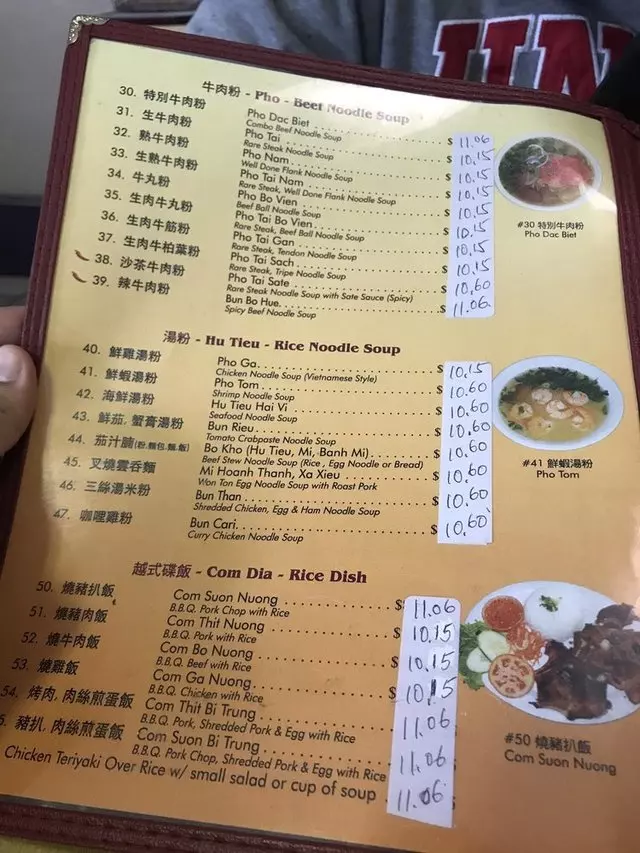 牛肉粉 - Pho - Beef Noodle Soup
30. 特別牛肉粉 Pho Dac Biet $ 11.06
Combo Beef Noodle Soup
31. 生牛肉粉 Pho Tai $ 10.15
Rare Steak Noodle Soup
32. 熟牛肉粉 Pho Nam $ 10.15
Well Done Flank Noodle Soup
33. 生熟牛肉粉 Pho Tai Nam $ 10.15
Rare Steak, Well Done Flank Noodle Soup
34. 牛丸粉 Pho Bo Vien $ 10.15
Beef Ball Noodle Soup
35. 生肉牛丸粉 Pho Tai Bo Vien $ 10.15
Rare Steak, Beef Ball Noodle Soup
36. 生肉牛筋粉 Pho Tai Gan $ 10.15
Rare Steak, Tendon Noodle Soup
37. 生肉牛柏葉粉 Pho Tai Sach $ 10.15
Rare Steak, Tripe Noodle Soup
38. 沙茶牛肉粉 Pho Tai Sate $ 10.60
Rare Steak Noodle Soup with Sate Sauce (Spicy)
39. 辣牛肉粉 Bun Bo Hue $ 11.06
Spicy Beef Noodle Soup
#30 特別牛肉粉
Pho Dac Biet
湯粉 - Hu Tieu - Rice Noodle Soup
40. 鮮雞湯粉 Pho Ga $ 10.15
Chicken Noodle Soup (Vietnamese Style)
41. 鮮蝦湯粉 Pho Tom $ 10.60
Shrimp Noodle Soup
42. 海鮮湯粉 Hu Tieu Hai Vi $ 10.60
Seafood Noodle Soup
43. 鮮茄. 蟹膏湯粉 Bun Rieu $ 10.60
Tomato Crabpaste Noodle Soup
44. 茄汁腩(粉.麵包.麵.飯) Bo Kho (Hu Tieu, Mi, Banh Mi) $ 10.60
Beef Stew Noodle Soup (Rice, Egg Noodle or Bread)
45. 叉燒雲吞麵 Mi Hoanh Thanh, Xa Xieu $ 10.60
Won Ton Egg Noodle Soup with Roast Pork
46. 三絲湯米粉 Bun Than $ 10.60
Shredded Chicken, Egg & Ham Noodle Soup
47. 咖哩雞粉 Bun Cari $ 10.60
Curry Chicken Noodle Soup
#41 鮮蝦湯粉
Pho Tom
越式碟飯 - Com Dia - Rice Dish
50. 燒豬扒飯 Com Suon Nuong $ 11.06
B.B.Q. Pork Chop with Rice
51. 燒豬肉飯 Com Thit Nuong $ 10.15
B.B.Q. Pork with Rice
52. 燒牛肉飯 Com Bo Nuong $ 10.15
B.B.Q. Beef with Rice
53. 燒雞飯 Com Ga Nuong $ 10.15
B.B.Q. Chicken with Rice
54. 烤肉. 肉絲煎蛋飯 Com Thit Bi Trung 11.06
B.B.Q. Pork, Shredded Pork & Egg with Rice
5. 豬扒. 肉絲煎蛋飯 Com Suon Bi Trung 11.06
B.B.Q. Pork Chop, Shredded Pork & Egg with Rice
Chicken Teriyaki Over Rice w/ small salad or cup of soup 11.06
#50 燒豬扒飯
Com Suon Nuong